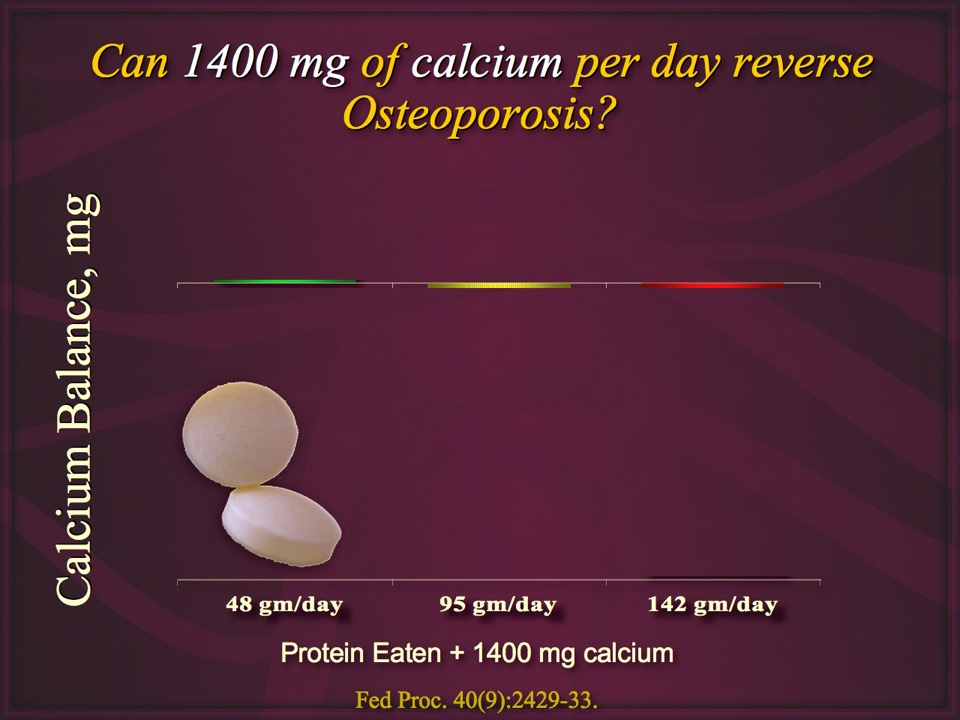 Can 1400 mg of calcium per day reverse
Osteoporosis?
Calcium Balance, mg
48 gm/day
95 gm/day
142 gm/day
Protein Eaten + 1400 mg calcium
Fed Proc. 40(9):2429-33.